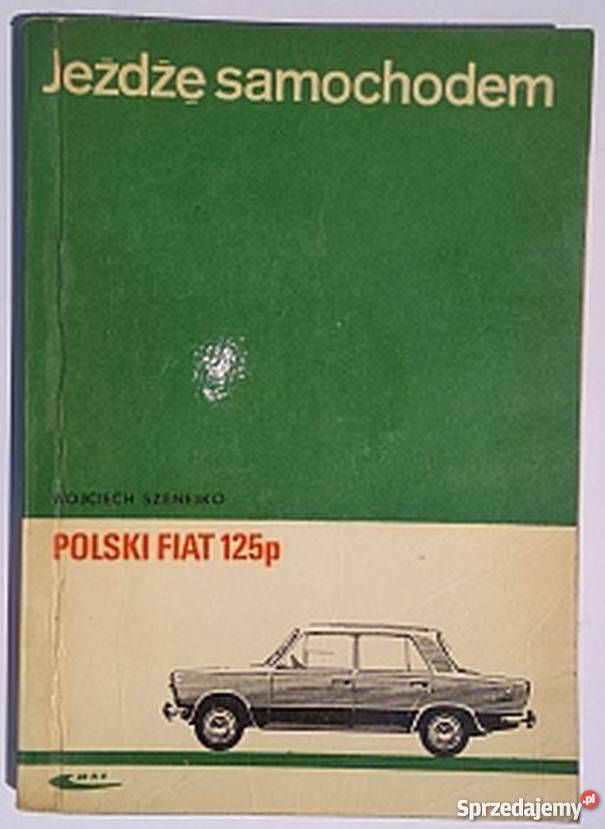 Jeżdżę samochodem
WOJCIECH SZENEJKO
POLSKI FIAT 125p
Sprzedajemy.pl